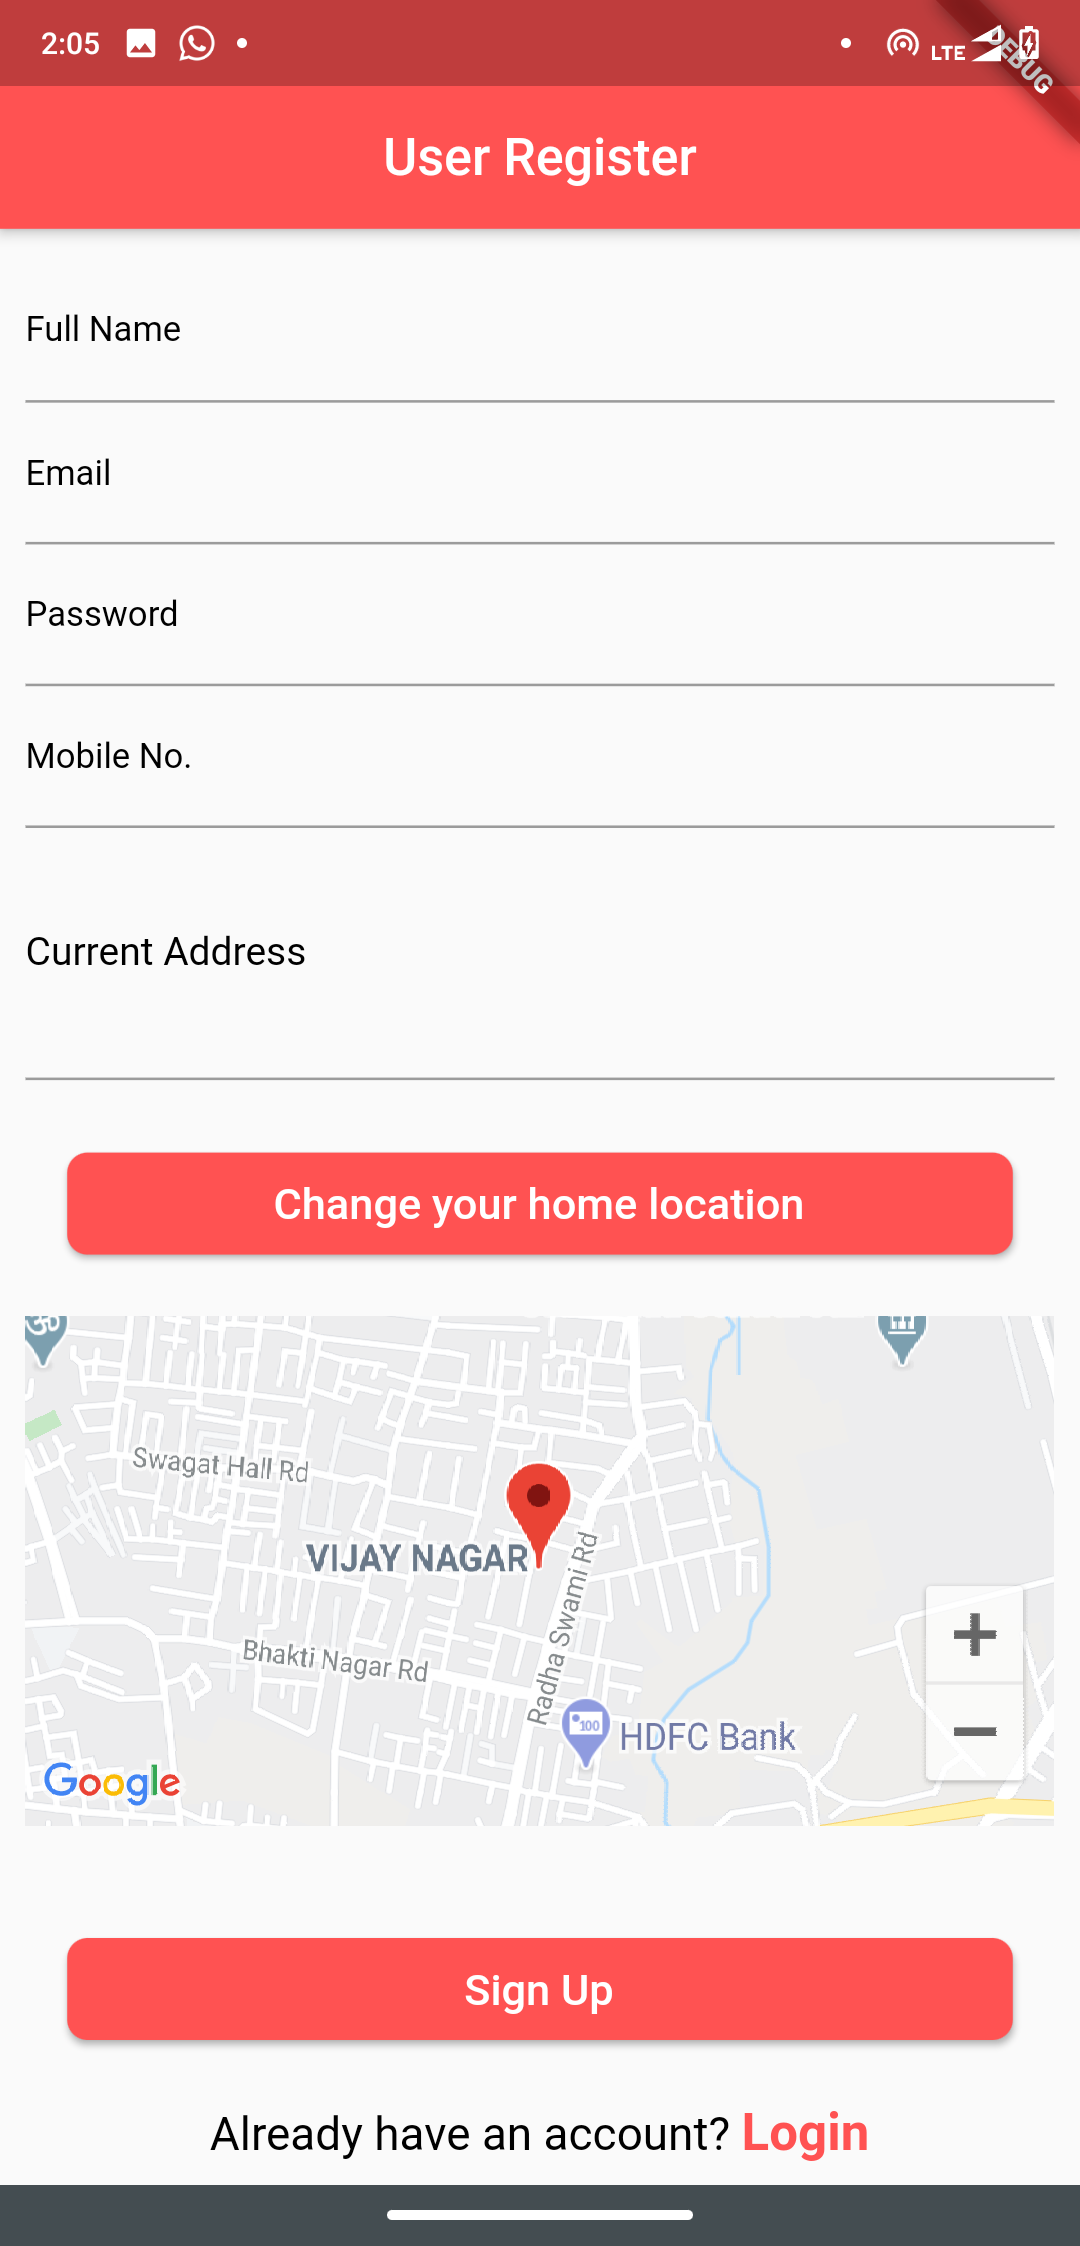 2:05
LTE
DEBUG
User Register
Full Name
Email
Password
Mobile No.
Current Address
Change your home location
Swagat Hall Rd
VIJAY NAGAR
Radha Swami Rd
Bhakti Nagar Rd
100
HDFC Bank
Google
Sign Up
Already have an account? Login